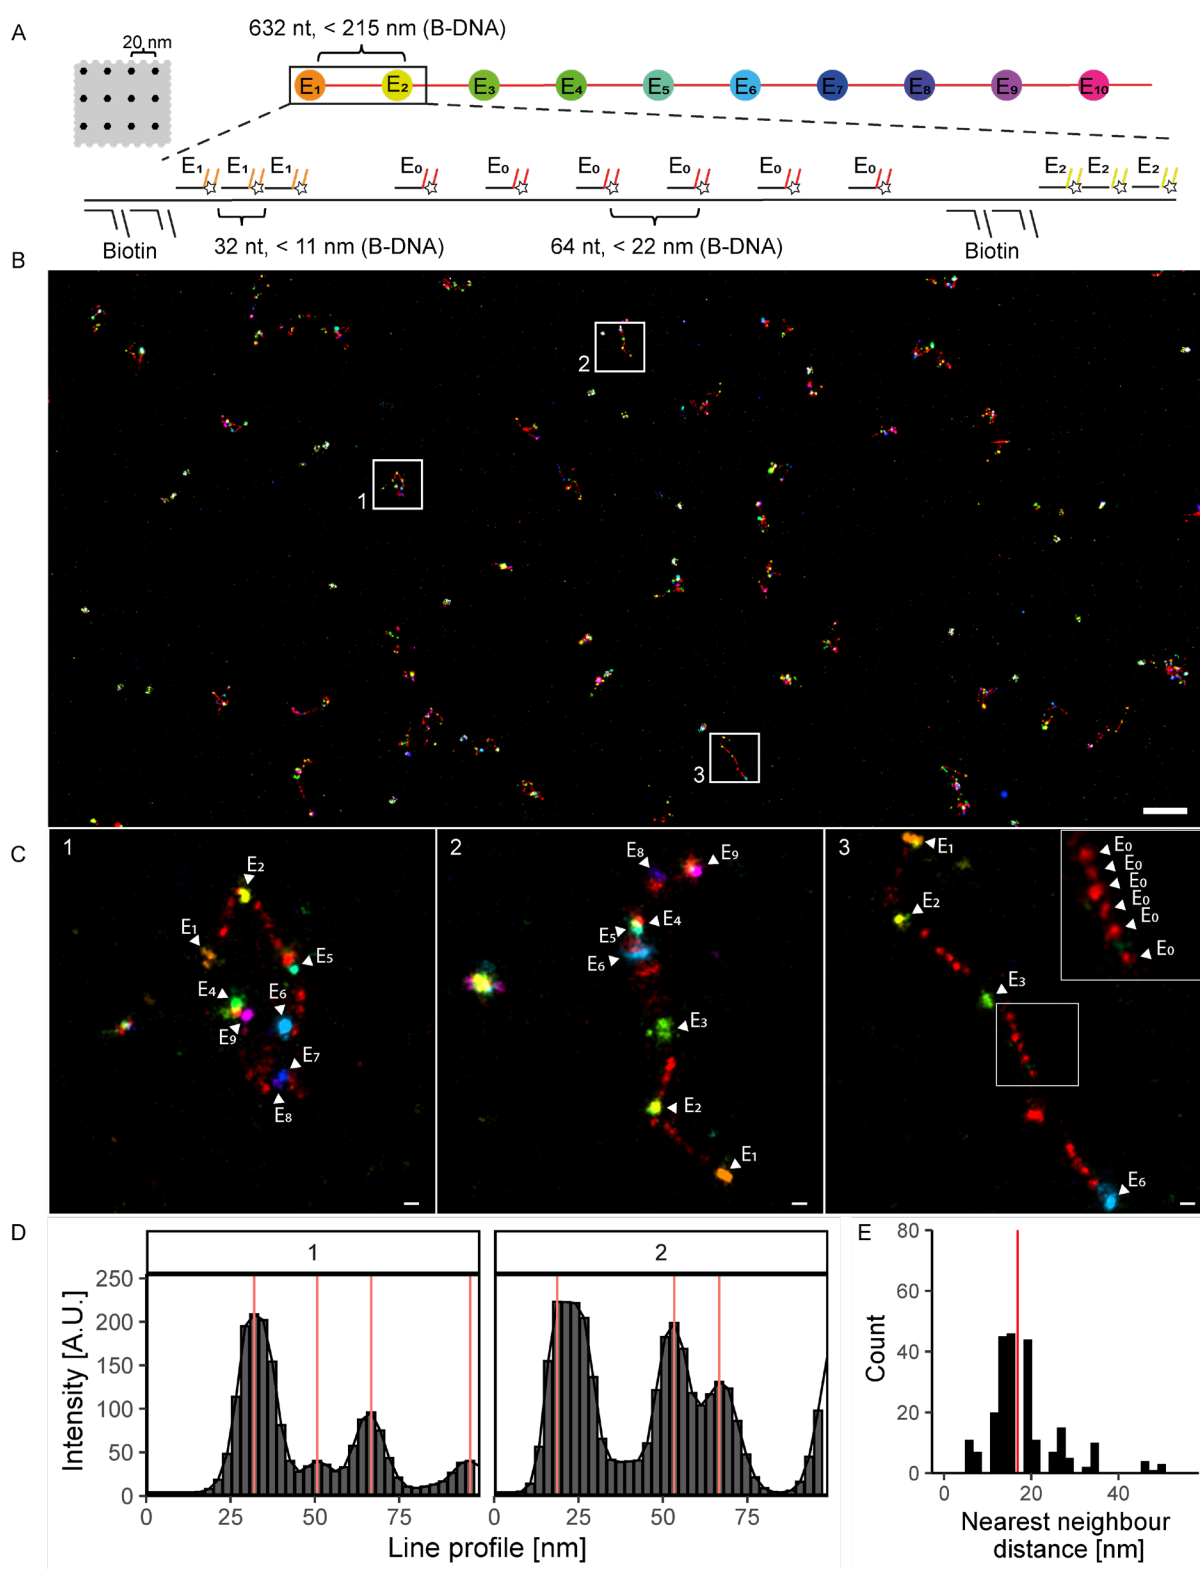 A
632 nt, < 215 nm (B-DNA)
20 nm
E1 E2 E3 E4 E5 E6 E7 E8 E9 E10
E1 E1 E1 E0 E0 E0 E0 E0 E0 E2 E2 E2
Biotin 32 nt, < 11 nm (B-DNA) 64 nt, < 22 nm (B-DNA) Biotin
B
2
1
3
C
1
E2
E1
E5
E4
E6
E9
E7
E8
2
E8
E9
E4
E5
E6
E3
E2
E1
3
E1
E0
E0
E0
E0
E0
E0
E2
E3
E6
D
1
2
Intensity [A.U.]
250
200
150
100
50
0
0 25 50 75
0 25 50 75
Line profile [nm]
E
Count
80
60
40
20
0
0 20 40
Nearest neighbour
distance [nm]